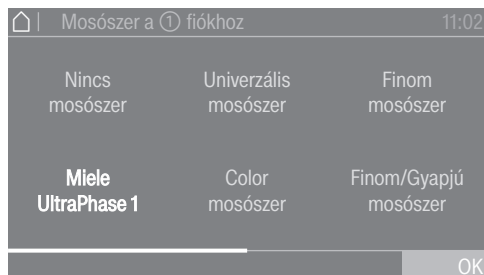 Mosószer a ① fiókhoz 11:02
Nincs Univerzális Finom
mosószer mosószer mosószer
Miele Color Finom/Gyapjú
UltraPhase 1 mosószer mosószer
OK